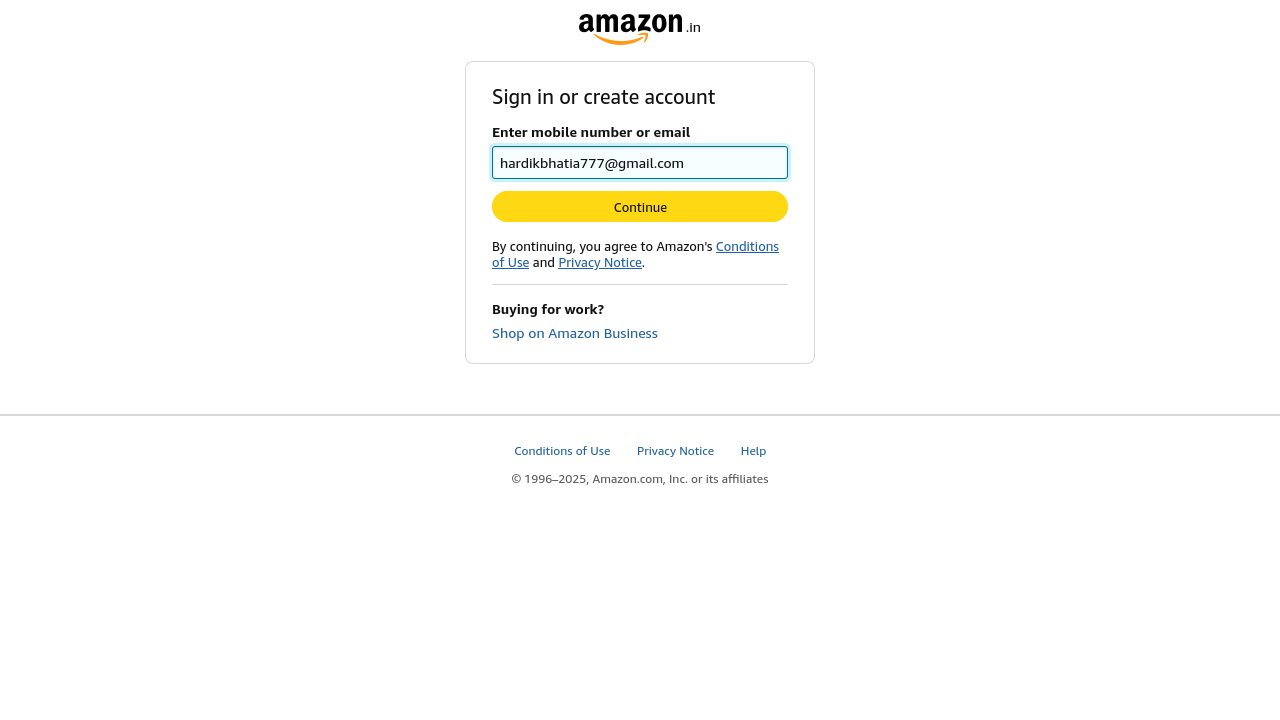 amazon.in
Sign in or create account
Enter mobile number or email
hardikbhatia777@gmail.com
Continue
By continuing, you agree to Amazon's Conditions
of Use and Privacy Notice.
Buying for work?
Shop on Amazon Business
Conditions of Use Privacy Notice Help
© 1996–2025, Amazon.com, Inc. or its affiliates